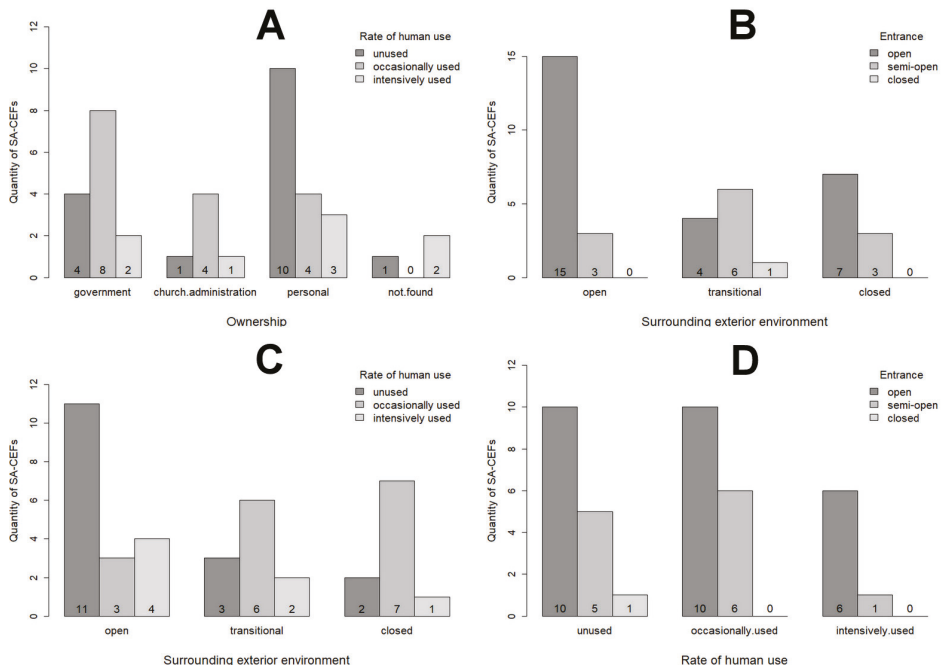 A
Rate of human use
unused
occasionally used
intensively used
Quantity of SA-CEFs
12
10
8
6
4
2
0
4 8 2 1 4 1 10 4 3 1 0 2
government church.administration personal not.found
Ownership
B
Entrance
open
semi-open
closed
Quantity of SA-CEFs
15
10
5
0
15 3 0 4 6 1 7 3 0
open transitional closed
Surrounding exterior environment
C
Rate of human use
unused
occasionally used
intensively used
Quantity of SA-CEFs
12
10
8
6
4
2
0
11 3 4 3 6 2 2 7 1
open transitional closed
Surrounding exterior environment
D
Entrance
open
semi-open
closed
Quantity of SA-CEFs
12
10
8
6
4
2
0
10 5 1 10 6 0 6 1 0
unused occasionally.used intensively.used
Rate of human use